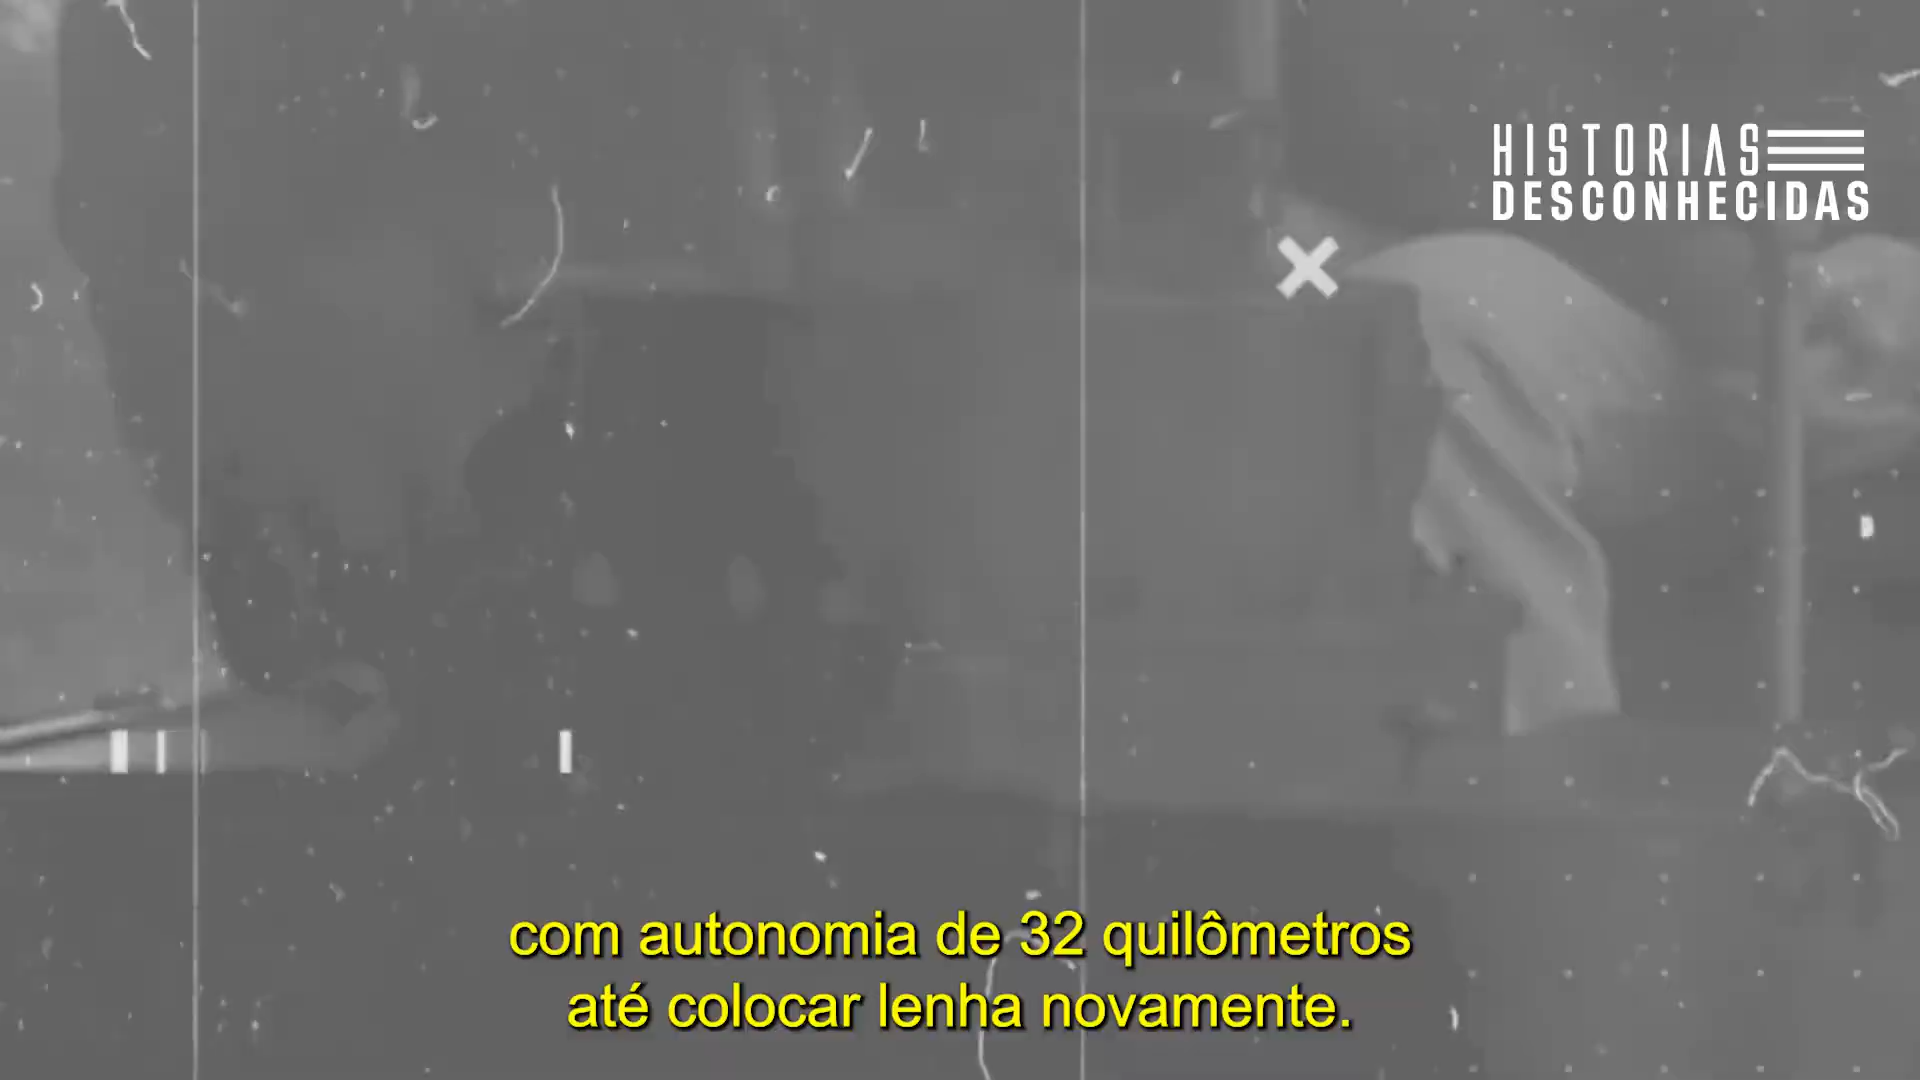 HISTORIAS
DESCONHECIDAS
com autonomia de 32 quilômetros
até colocar lenha novamente.